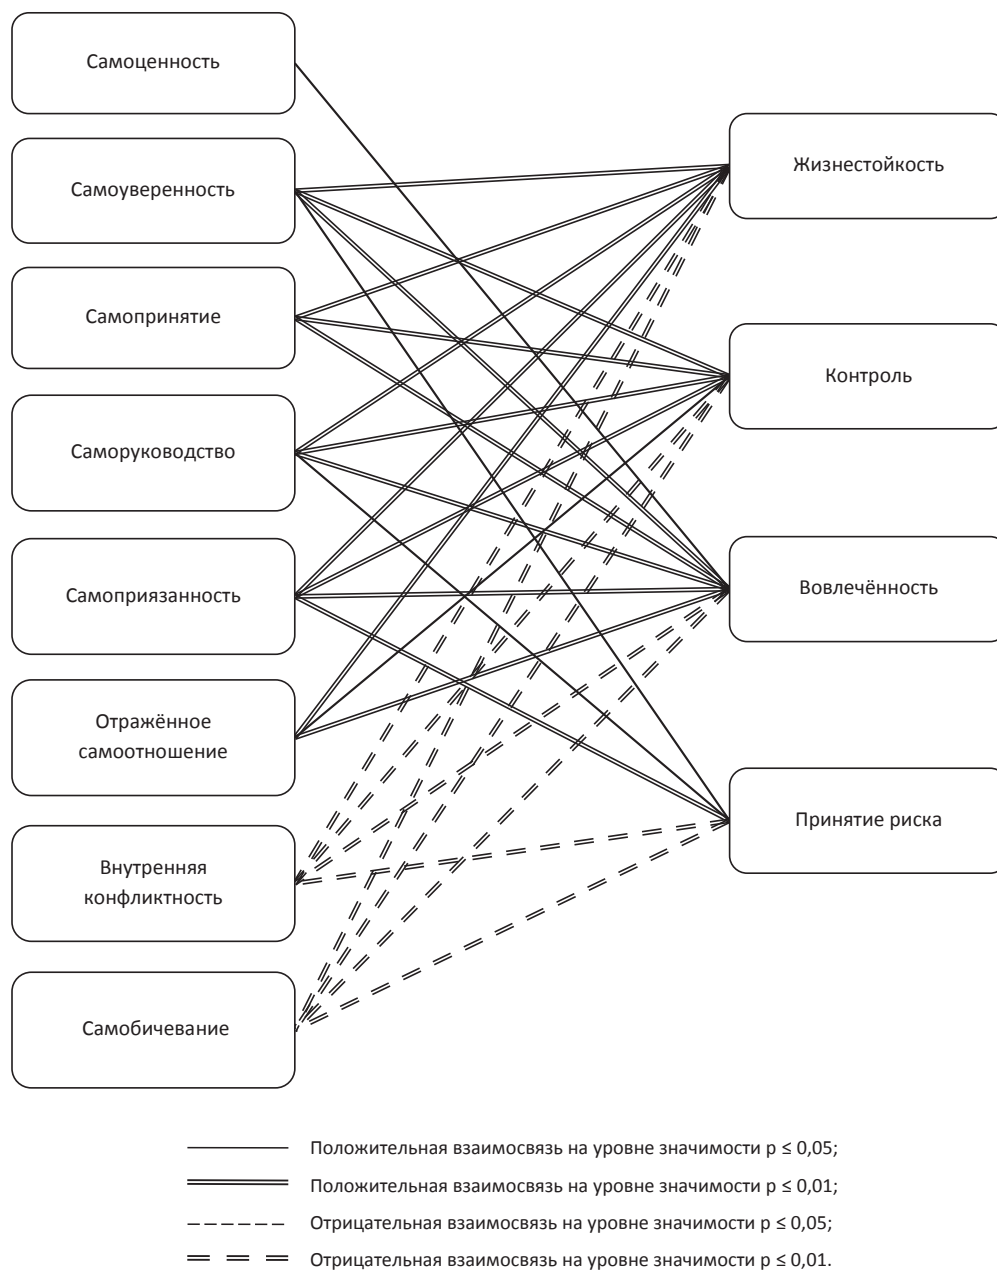 Самоценность
Самоуверенность
Самопринятие
Саморуководство
Самоприязанность
Отражённое
самоотношение
Внутренняя
конфликтность
Самобичевание
Жизнестойкость
Контроль
Вовлечённость
Принятие риска
Положительная взаимосвязь на уровне значимости p ≤ 0,05;
Положительная взаимосвязь на уровне значимости p ≤ 0,01;
Отрицательная взаимосвязь на уровне значимости p ≤ 0,05;
Отрицательная взаимосвязь на уровне значимости p ≤ 0,01.